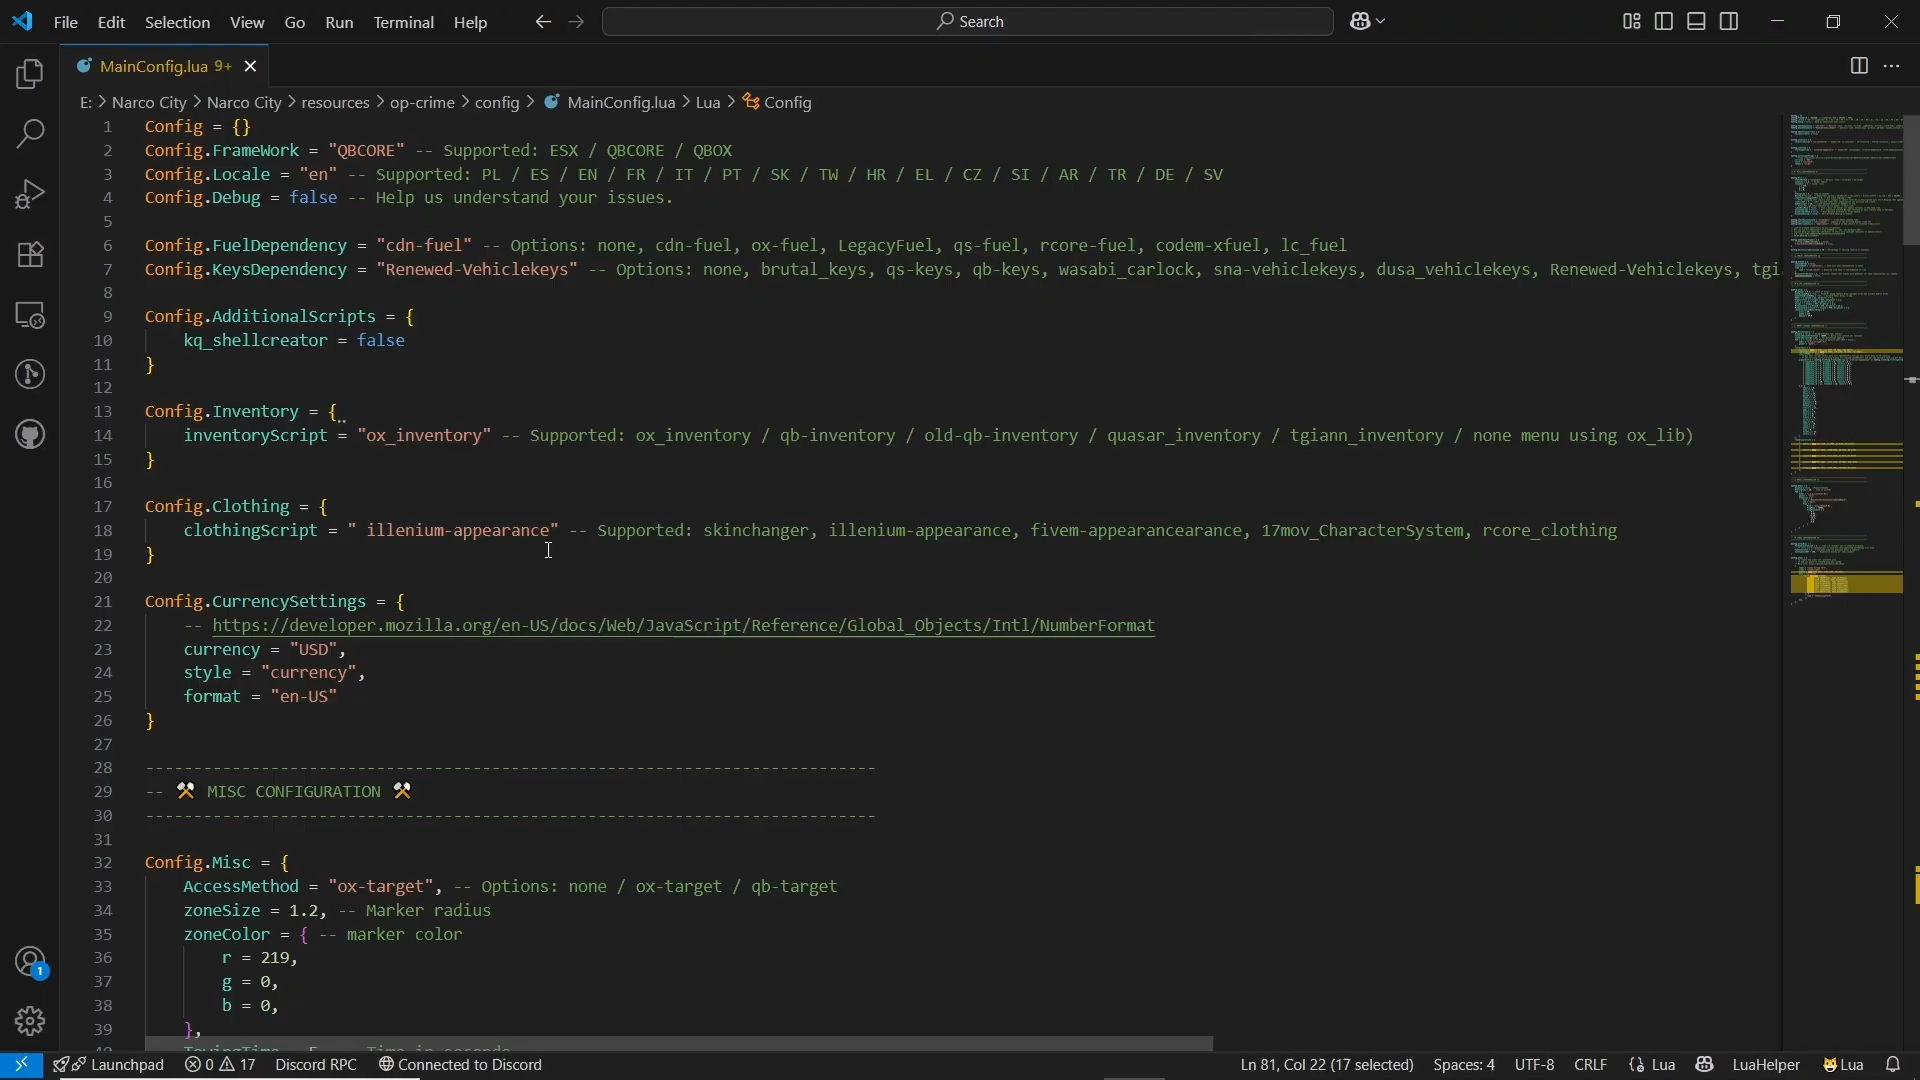 File Edit Selection View Go Run Terminal Help Search
MainConfig.lua 9+
E: > Narco City > Narco City > resources > op-crime > config > MainConfig.lua > Lua > Config
1 Config = {}
2 Config.FrameWork = "QBCORE" -- Supported: ESX / QBCORE / QBOX
3 Config.Locale = "en" -- Supported: PL / ES / EN / FR / IT / PT / SK / TW / HR / EL / CZ / SI / AR / TR / DE / SV
4 Config.Debug = false -- Help us understand your issues.
5
6 Config.FuelDependency = "cdn-fuel" -- Options: none, cdn-fuel, ox-fuel, LegacyFuel, qs-fuel, rcore-fuel, codem-xfuel, lc_fuel
7 Config.KeysDependency = "Renewed-Vehiclekeys" -- Options: none, brutal_keys, qs-keys, qb-keys, wasabi_carlock, sna-vehiclekeys, dusa_vehiclekeys, Renewed-Vehiclekeys, tgi
8
9 Config.AdditionalScripts = {
10 kq_shellcreator = false
11 }
12
13 Config.Inventory = {
14 inventoryScript = "ox_inventory" -- Supported: ox_inventory / qb-inventory / old-qb-inventory / quasar_inventory / tgiann_inventory / none menu using ox_lib)
15 }
16
17 Config.Clothing = {
18 clothingScript = " illenium-appearance" -- Supported: skinchanger, illenium-appearance, fivem-appearancearance, 17mov_CharacterSystem, rcore_clothing
19 }
20
21 Config.CurrencySettings = {
22 -- https://developer.mozilla.org/en-US/docs/Web/JavaScript/Reference/Global_Objects/Intl/NumberFormat
23 currency = "USD",
24 style = "currency",
25 format = "en-US"
26 }
27
28 ----------------------------------------------------------------------------
29 -- ⚒ MISC CONFIGURATION ⚒
30 ----------------------------------------------------------------------------
31
32 Config.Misc = {
33 AccessMethod = "ox-target", -- Options: none / ox-target / qb-target
34 zoneSize = 1.2, -- Marker radius
35 zoneColor = { -- marker color
36 r = 219,
37 g = 0,
38 b = 0,
39 },
1
Launchpad 0 17 Discord RPC Connected to Discord Ln 81, Col 22 (17 selected) Spaces: 4 UTF-8 CRLF {} Lua LuaHelper Lua